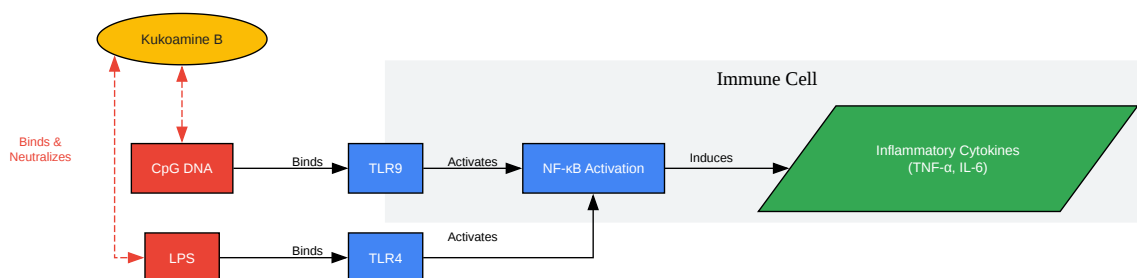 Kukoamine B
Immune Cell
Binds &
Neutralizes
CpG DNA
Binds
TLR9
Activates
NF-κB Activation
Induces
Inflammatory Cytokines
(TNF-α, IL-6)
LPS
Binds
TLR4
Activates